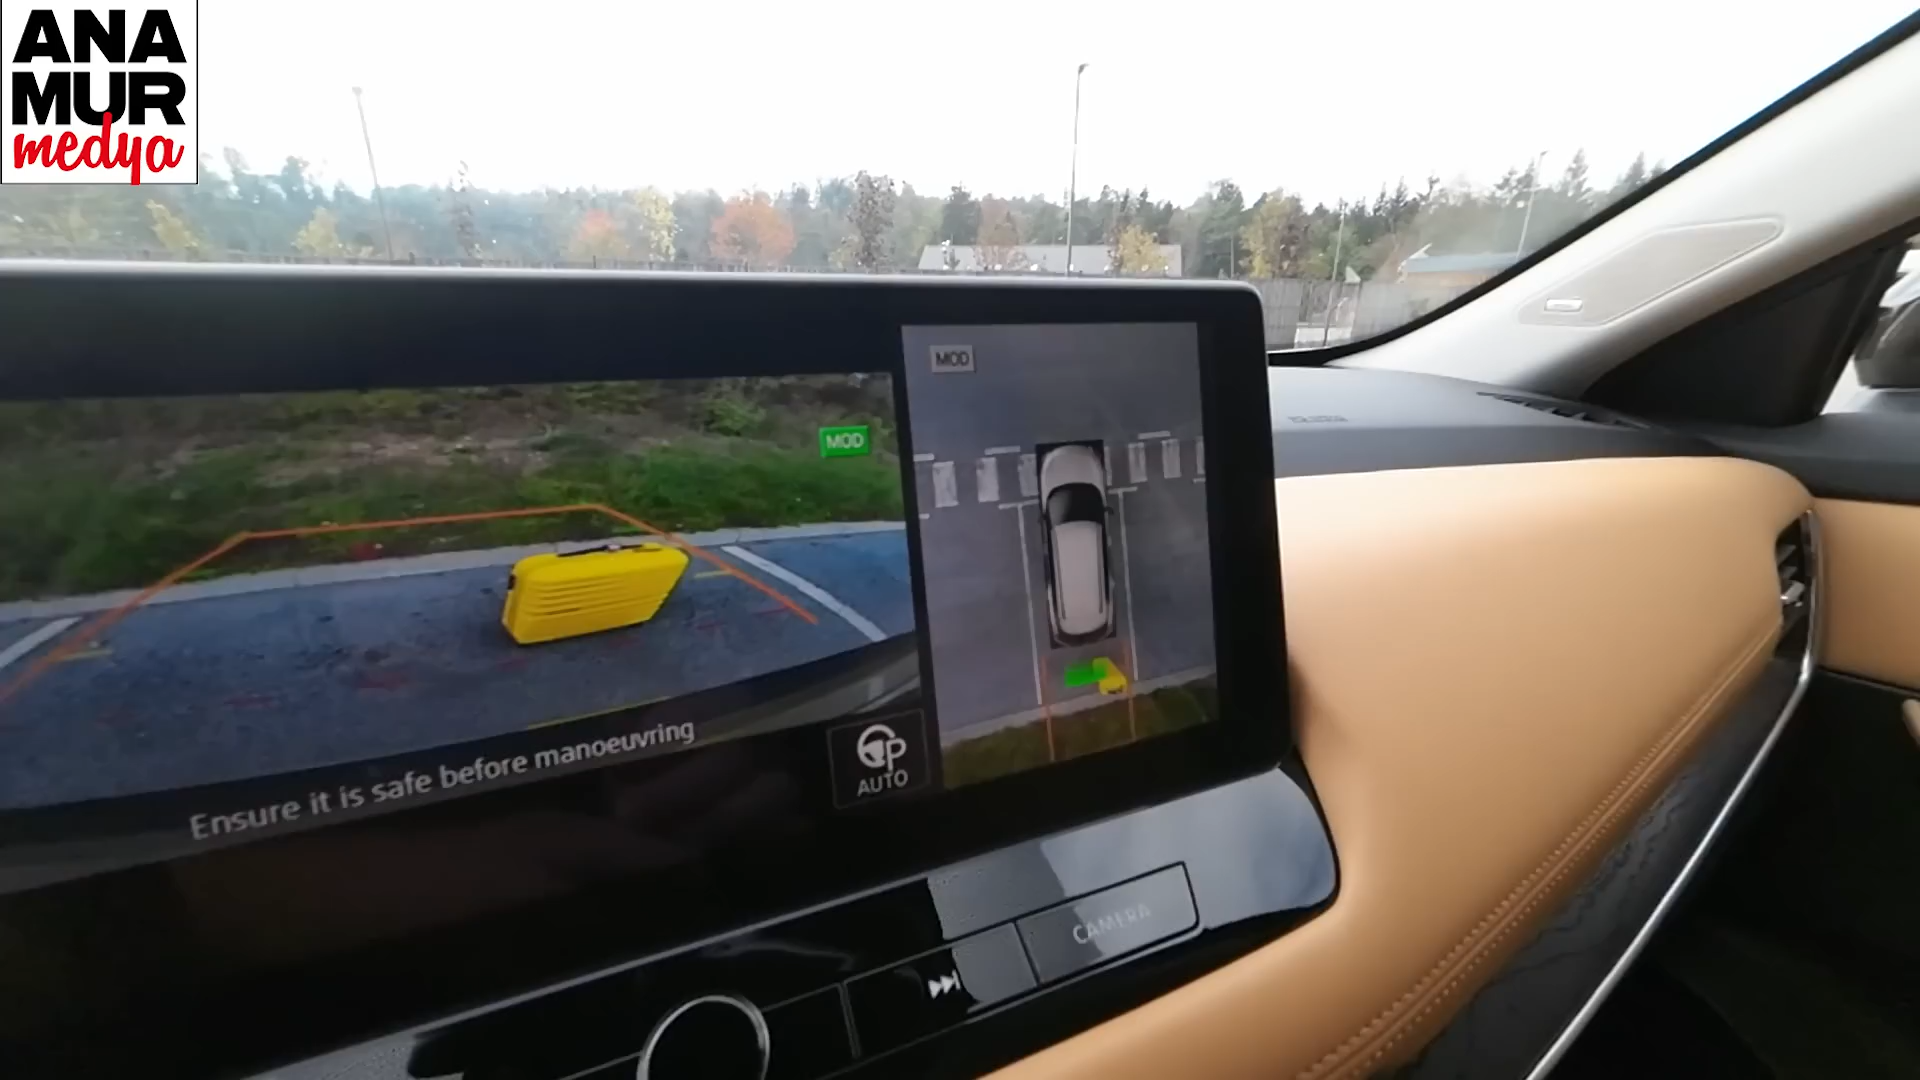 ANA
MUR
medya
MOD
MOD
Ensure it is safe before manoeuvring
P
AUTO
CAMERA